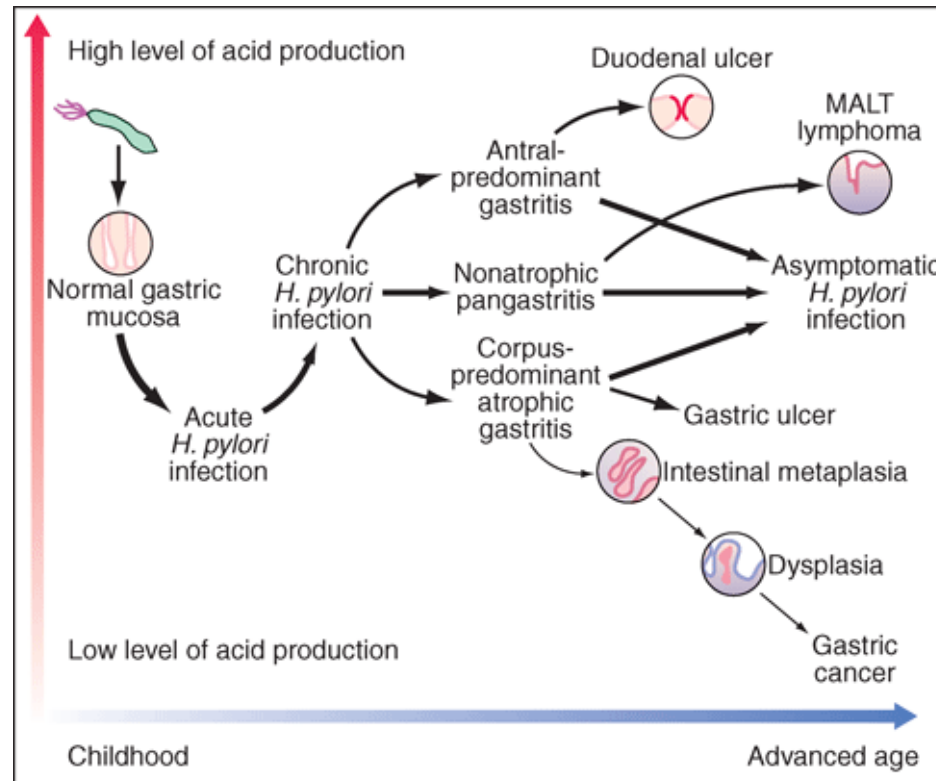 High level of acid production
Duodenal ulcer
MALT
lymphoma
Antral-
predominant
gastritis
Normal gastric
mucosa
Chronic
H. pylori
infection
Nonatrophic
pangastritis
Asymptomatic
H. pylori
infection
Corpus-
predominant
atrophic
gastritis
Acute
H. pylori
infection
Gastric ulcer
Intestinal metaplasia
Dysplasia
Gastric
cancer
Low level of acid production
Childhood
Advanced age